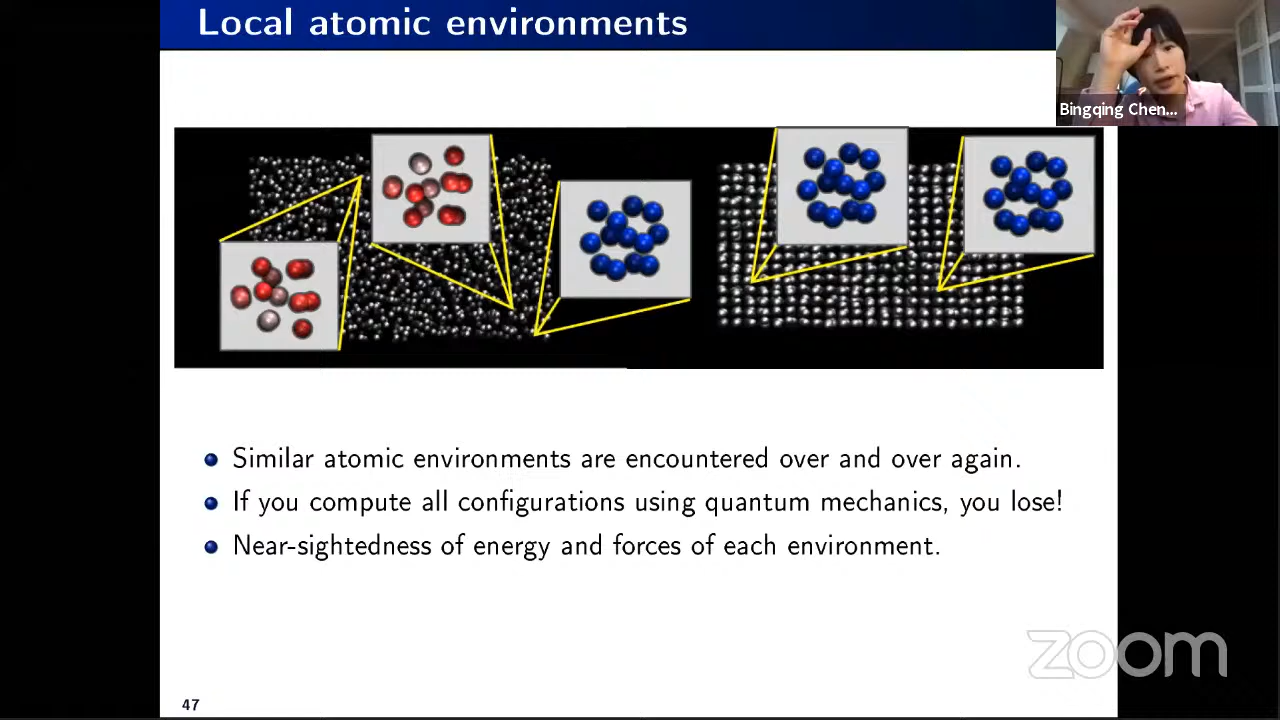 Local atomic environments
Bingqing Chen...
Similar atomic environments are encountered over and over again.
If you compute all configurations using quantum mechanics, you lose!
Near-sightedness of energy and forces of each environment.
zoom
47